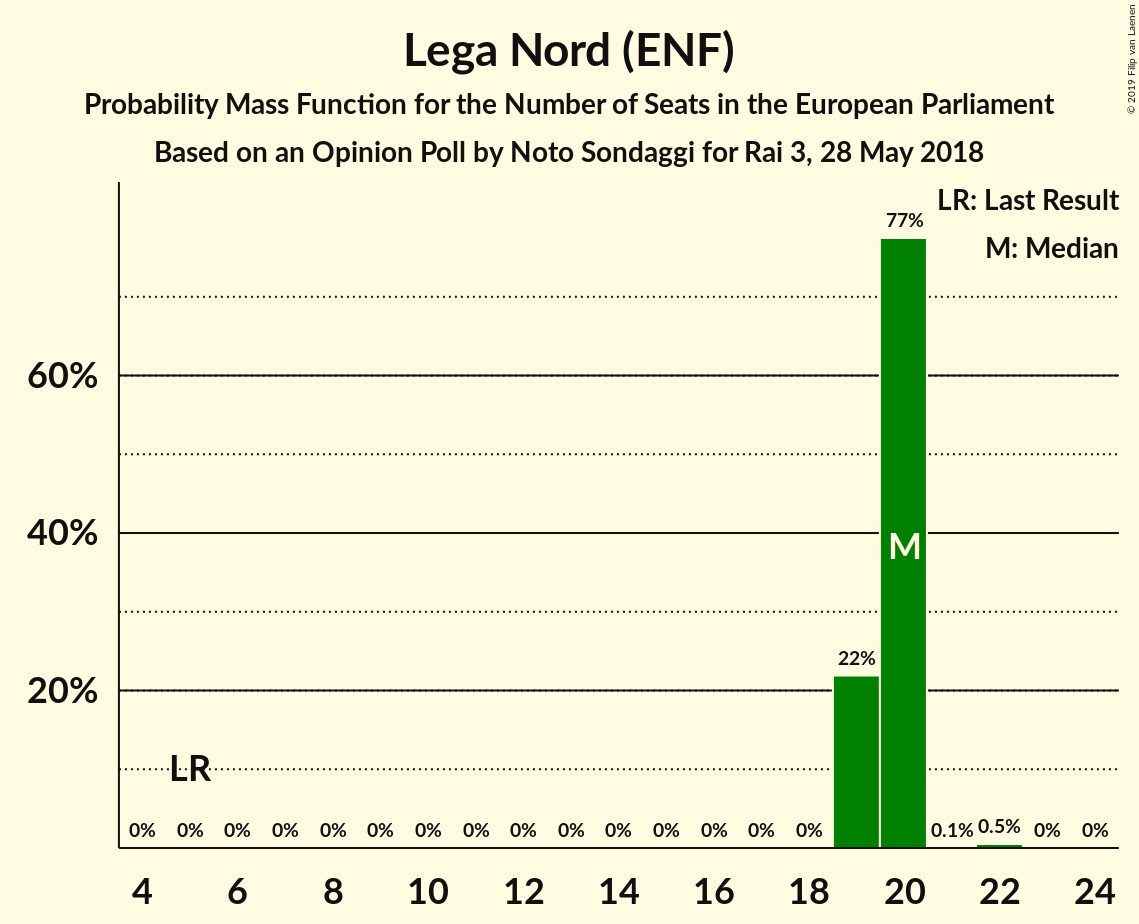 Lega Nord (ENF)
Probability Mass Function for the Number of Seats in the European Parliament
Based on an Opinion Poll by Noto Sondaggi for Rai 3, 28 May 2018
© 2019 Filip van Laenen
LR: Last Result
M: Median
77%
60%
40%
M
22%
20%
LR
0% 0% 0% 0% 0% 0% 0% 0% 0% 0% 0% 0% 0% 0% 0% 0.1% 0.5% 0% 0%
4 6 8 10 12 14 16 18 20 22 24